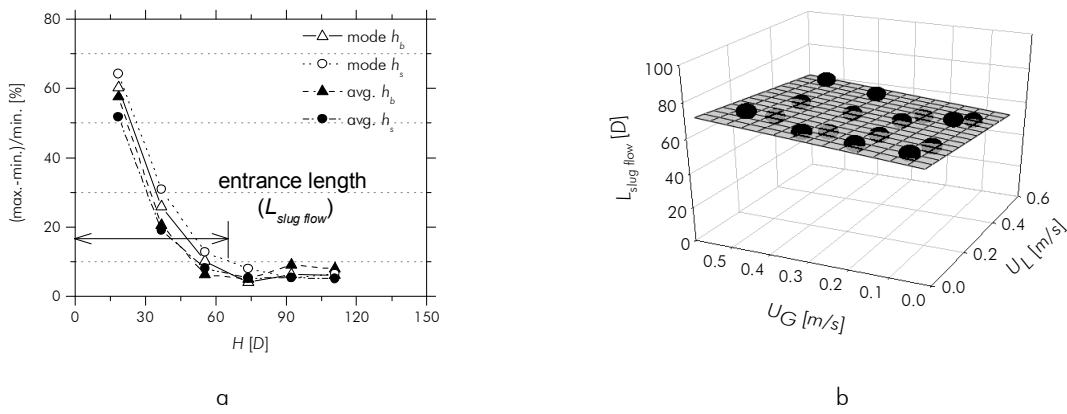 80
60
40
20
0
0 30 60 90 120 150
(max.-min.)/min. [%]
H [D]
mode h_b
mode h_s
avg. h_b
avg. h_s
entrance length
(L_slug flow)
a
100
80
60
40
20
0
L_slug flow [D]
0.5 0.4 0.3 0.2 0.1 0.0
U_G [m/s]
0.0 0.2 0.4 0.6
U_L [m/s]
b